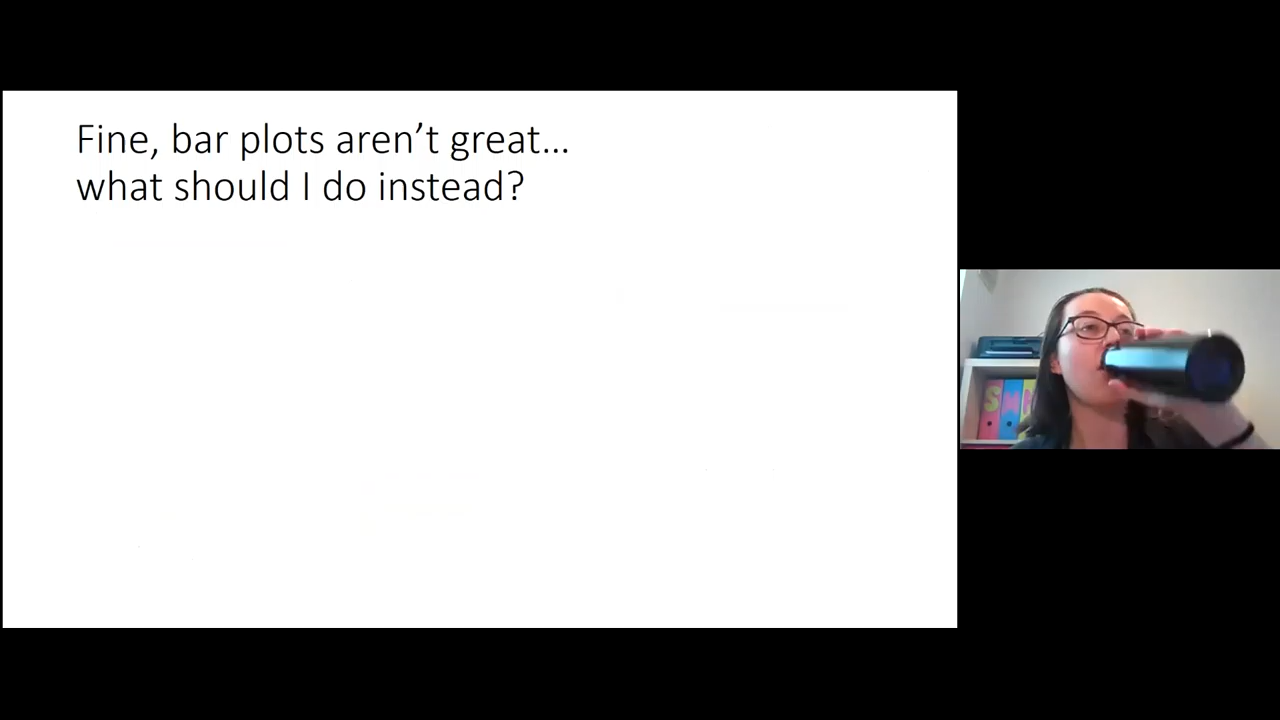 Fine, bar plots aren’t great…
what should I do instead?